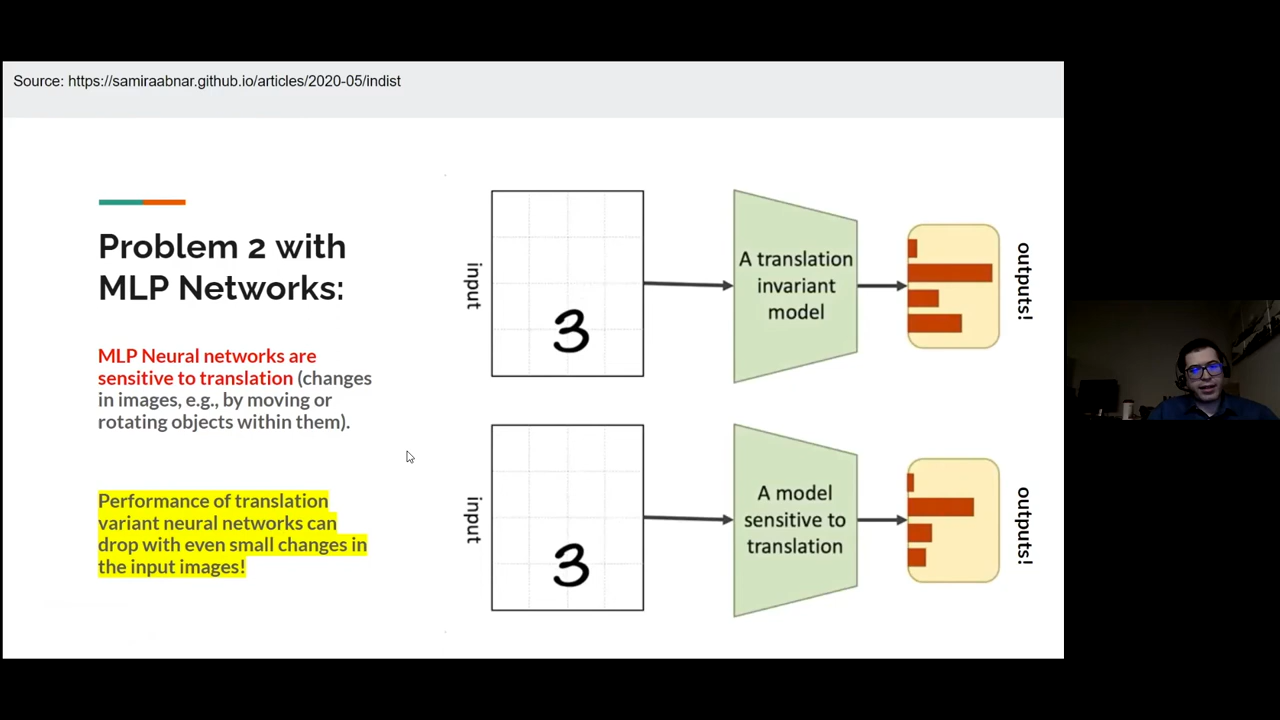 Source: https://samiraabnar.github.io/articles/2020-05/indist
Problem 2 with
MLP Networks:
MLP Neural networks are
sensitive to translation (changes
in images, e.g., by moving or
rotating objects within them).
Performance of translation
variant neural networks can
drop with even small changes in
the input images!
input
3
A translation
invariant
model
outputs!
input
3
A model
sensitive to
translation
outputs!